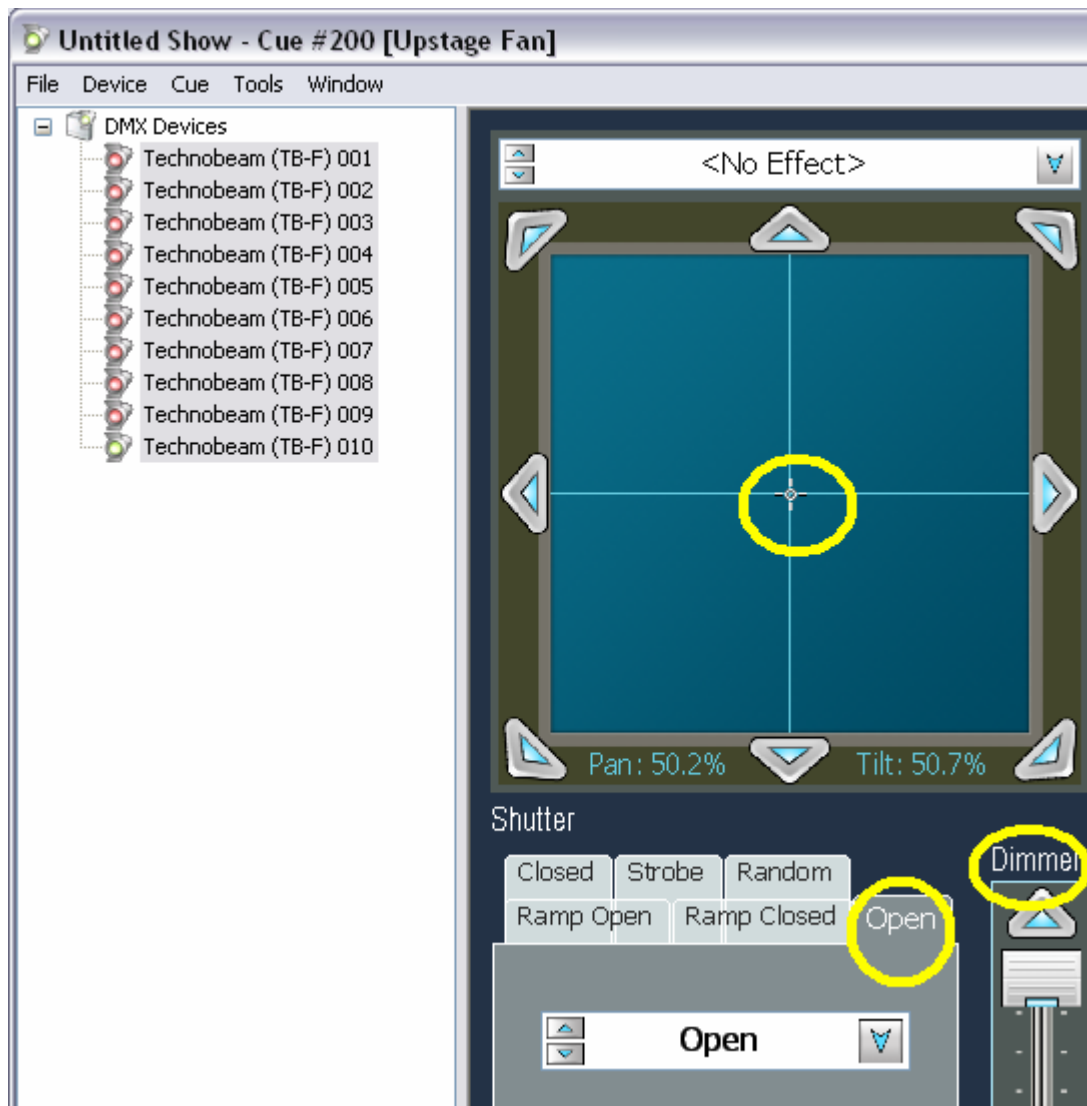 Untitled Show - Cue #200 [Upstage Fan]
File Device Cue Tools Window
DMX Devices
Technobeam (TB-F) 001
Technobeam (TB-F) 002
Technobeam (TB-F) 003
Technobeam (TB-F) 004
Technobeam (TB-F) 005
Technobeam (TB-F) 006
Technobeam (TB-F) 007
Technobeam (TB-F) 008
Technobeam (TB-F) 009
Technobeam (TB-F) 010
<No Effect>
Pan: 50.2% Tilt: 50.7%
Shutter
Closed Strobe Random
Ramp Open Ramp Closed Open
Open
Dimmer